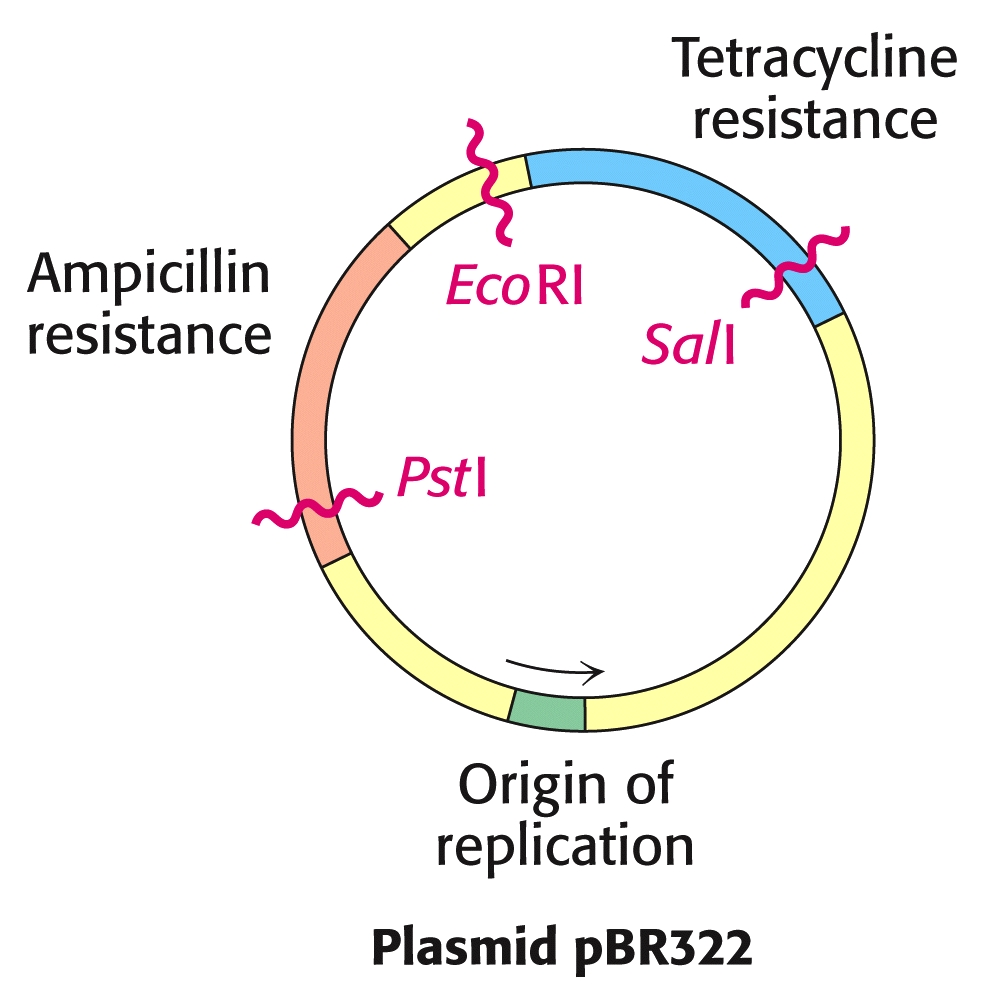 Tetracycline
resistance
Ampicillin
resistance
EcoRI
SalI
PstI
Origin of
replication
Plasmid pBR322